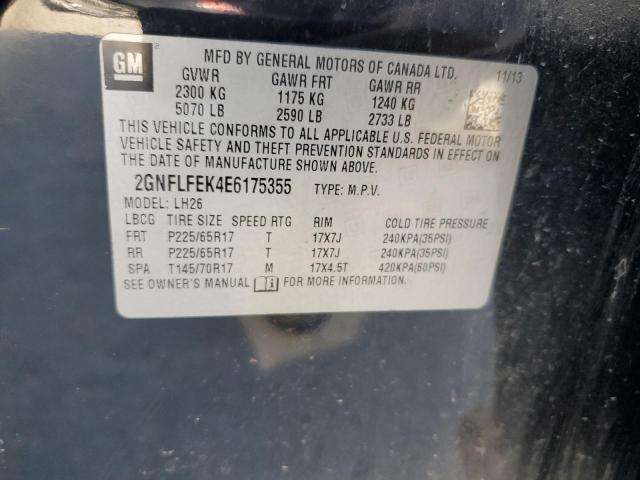 GM
MFD BY GENERAL MOTORS OF CANADA LTD. 11/13
GVWR GAWR FRT GAWR RR
2300 KG 1175 KG 1240 KG
5070 LB 2590 LB 2733 LB
THIS VEHICLE CONFORMS TO ALL APPLICABLE U.S. FEDERAL MOTOR
VEHICLE SAFETY AND THEFT PREVENTION STANDARDS IN EFFECT ON
THE DATE OF MANUFACTURE SHOWN ABOVE.
2GNFLFEK4E6175355 TYPE: M.P.V.
MODEL: LH26
LBCG TIRE SIZE SPEED RTG RIM COLD TIRE PRESSURE
FRT P225/65R17 T 17X7J 240KPA(35PSI)
RR P225/65R17 T 17X7J 240KPA(35PSI)
SPA T145/70R17 M 17X4.5T 420KPA(60PSI)
SEE OWNER'S MANUAL FOR MORE INFORMATION.